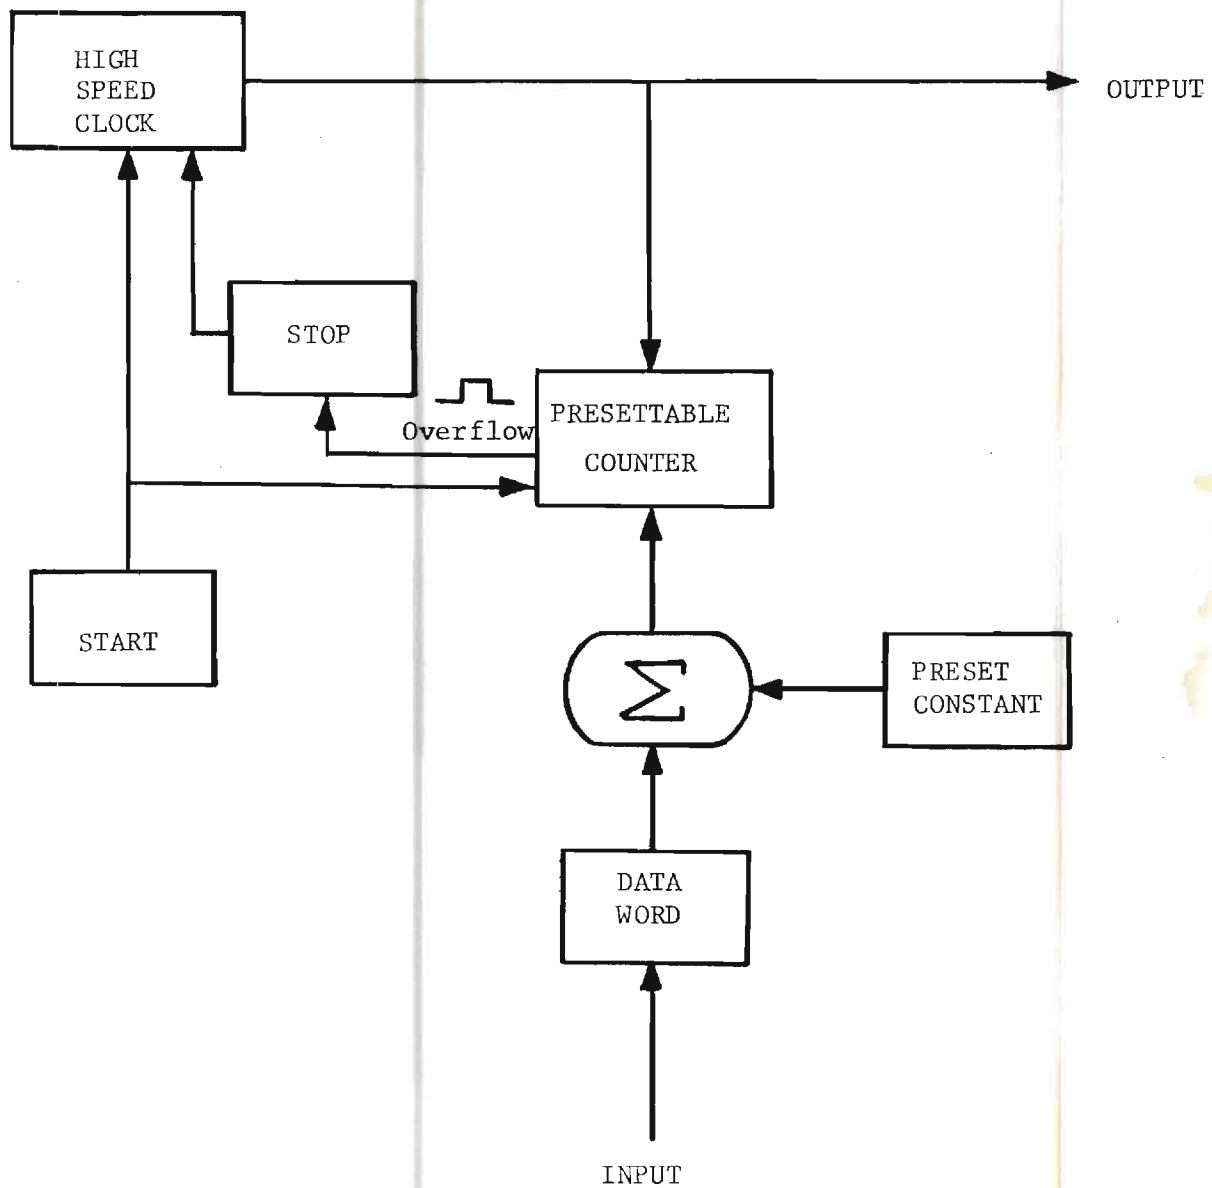 HIGH
SPEED
CLOCK
OUTPUT
STOP
Overflow
PRESETTABLE
COUNTER
START
Σ
PRESET
CONSTANT
DATA
WORD
INPUT